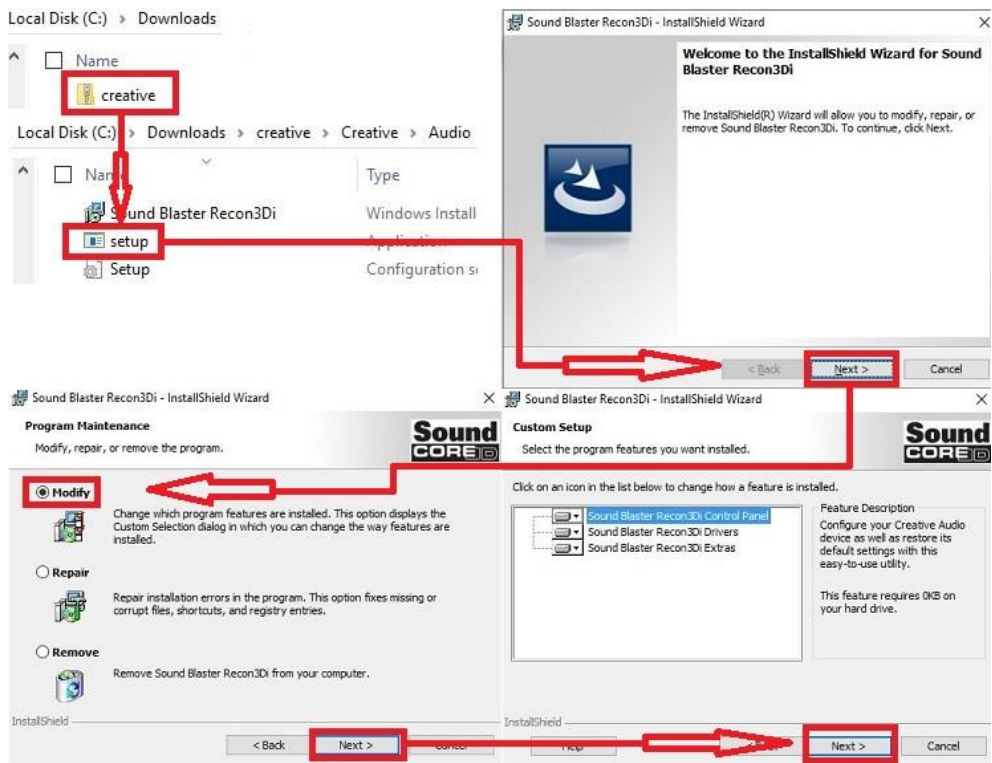 Local Disk (C:) > Downloads
Name
creative
Local Disk (C:) > Downloads > creative > Creative > Audio
Name Type
Sound Blaster Recon3Di Windows Install
setup Application
Setup Configuration
Sound Blaster Recon3Di - InstallShield Wizard
Welcome to the InstallShield Wizard for Sound
Blaster Recon3Di
The InstallShield(R) Wizard will allow you to modify, repair, or
remove Sound Blaster Recon3Di. To continue, click Next.
< Back Next > Cancel
Sound Blaster Recon3Di - InstallShield Wizard
Program Maintenance
Modify, repair, or remove the program.
Sound
CORE3D
Modify
Change which program features are installed. This option displays the
Custom Selection dialog in which you can change the way features are
installed.
Repair
Repair installation errors in the program. This option fixes missing or
corrupt files, shortcuts, and registry entries.
Remove
Remove Sound Blaster Recon3Di from your computer.
InstallShield
< Back Next > Cancel
Sound Blaster Recon3Di - InstallShield Wizard
Custom Setup
Select the program features you want installed.
Sound
CORE3D
Click on an icon in the list below to change how a feature is installed.
Sound Blaster Recon3Di Control Panel
Sound Blaster Recon3Di Drivers
Sound Blaster Recon3Di Extras
Feature Description
Configure your Creative Audio
device as well as restore its
default settings with this
easy-to-use utility.
This feature requires 0KB on
your hard drive.
InstallShield
Help Next > Cancel